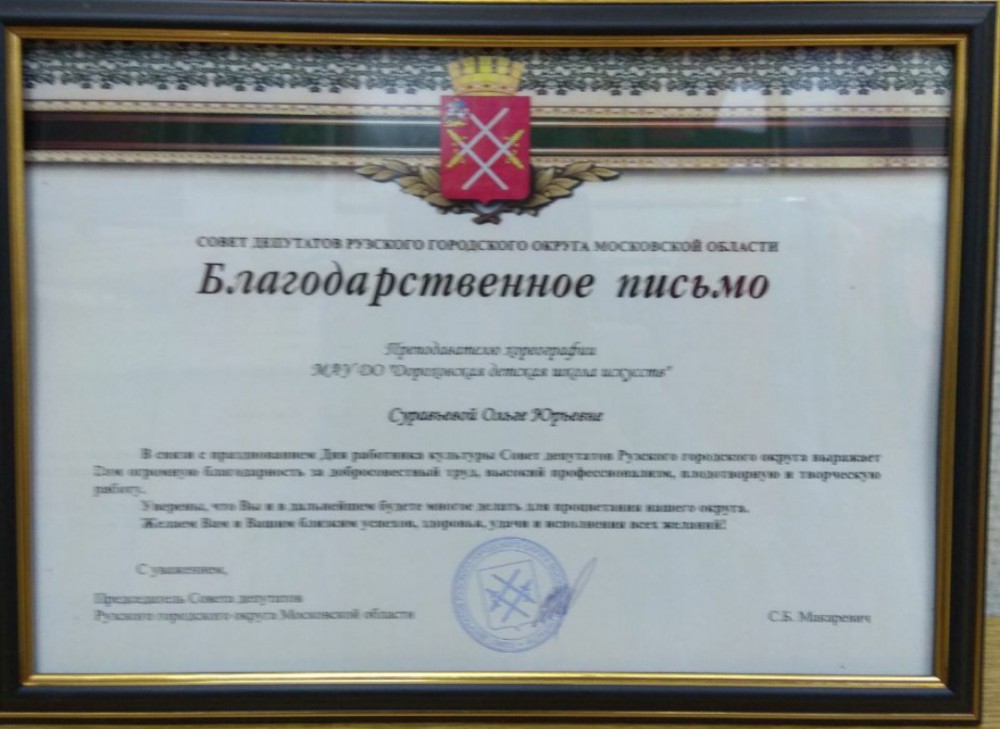 СОВЕТ ДЕПУТАТОВ РУЗСКОГО ГОРОДСКОГО ОКРУГА МОСКОВСКОЙ ОБЛАСТИ
Благодарственное письмо
Преподавателю хореографии
МАУ ДО "Дороховская детская школа искусств"
Ольге Юрьевне
В связи с празднованием Дня работника культуры Совет депутатов Рузского городского округа выражает
Вам огромную благодарность за добросовестный труд, высокий профессионализм, плодотворную и творческую
работу.
Уверены, что Вы и в дальнейшем будете многое делать для процветания нашего округа.
Желаем Вам и Вашим близким успехов, здоровья, удачи и исполнения всех желаний!
С уважением,
Председатель Совета депутатов
Рузского городского округа Московской области
С.Б. Макаревич